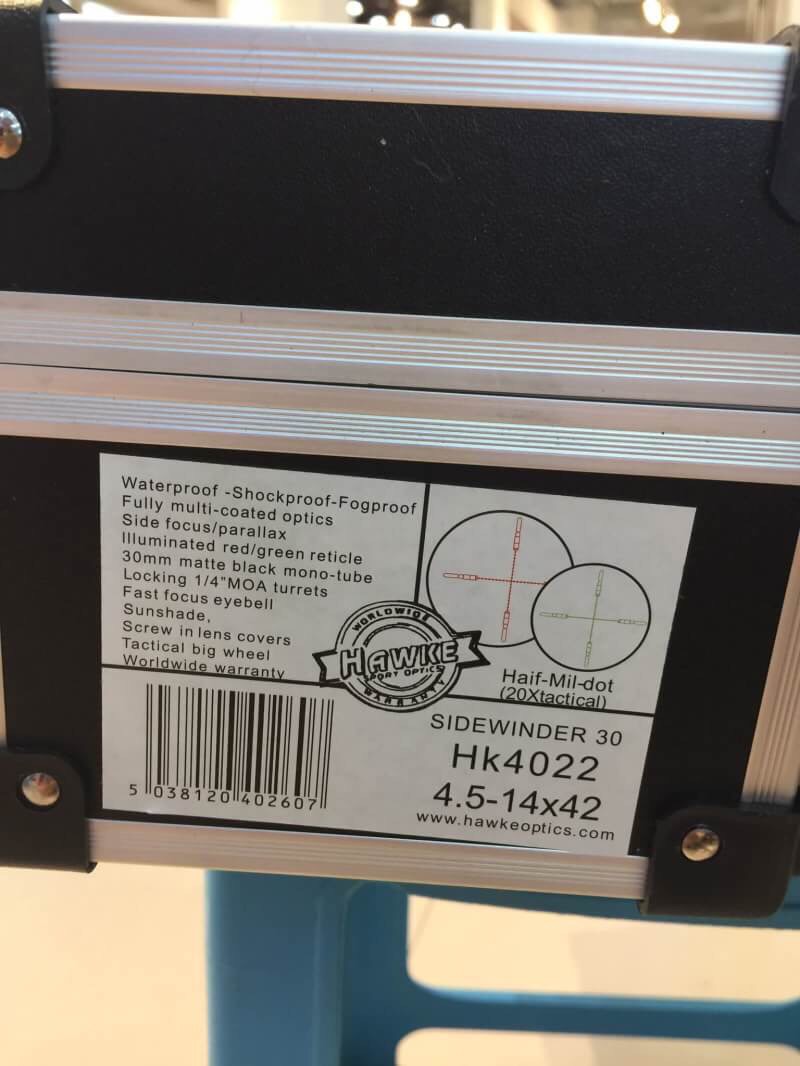 Waterproof -Shockproof-Fogproof
Fully multi-coated optics
Side focus/parallax
Illuminated red/green reticle
30mm matte black mono-tube
Locking 1/4"MOA turrets
Fast focus eyebell
Sunshade,
Screw in lens covers
Tactical big wheel
Worldwide warranty
WORLDWIDE
HAWKE
SPORT OPTICS
WARRANTY
Haif-Mil-dot
(20Xtactical)
SIDEWINDER 30
Hk4022
4.5-14x42
www.hawkeoptics.com
5 038120 402607